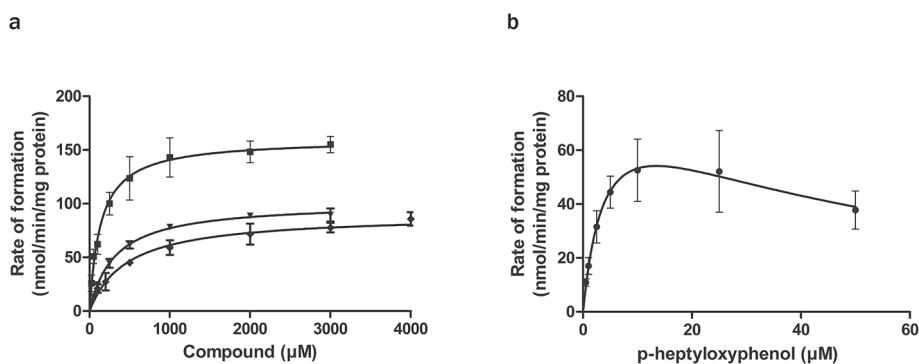 a
b
200
150
100
50
0
Rate of formation
(nmol/min/mg protein)
0 1000 2000 3000 4000
Compound (µM)
80
60
40
20
0
Rate of formation
(nmol/min/mg protein)
0 20 40 60
p-heptyloxyphenol (µM)